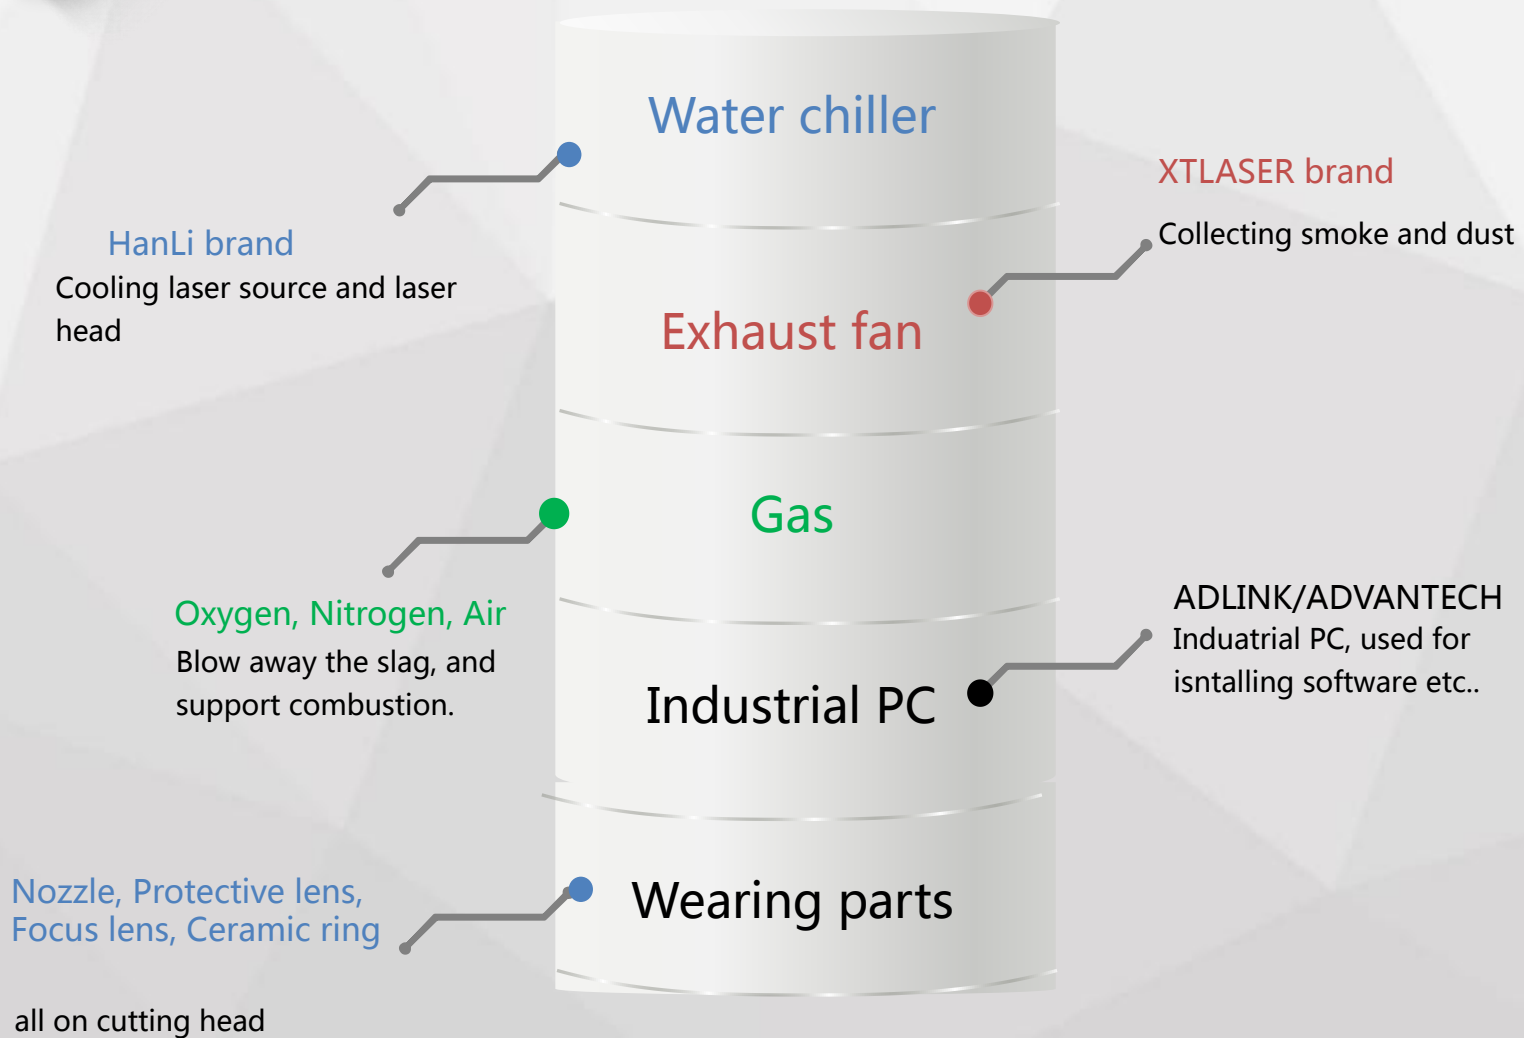 Water chiller
HanLi brand
Cooling laser source and laser
head
XTLASER brand
Collecting smoke and dust
Exhaust fan
Gas
Oxygen, Nitrogen, Air
Blow away the slag, and
support combustion.
ADLINK/ADVANTECH
Induatrial PC, used for
isntalling software etc..
Industrial PC
Wearing parts
Nozzle, Protective lens,
Focus lens, Ceramic ring
all on cutting head